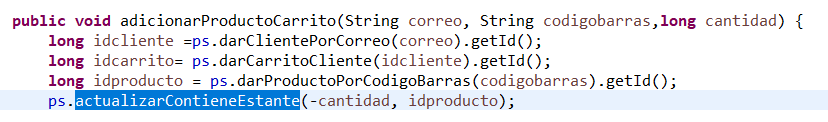 public void adicionarProductoCarrito(String correo, String codigobarras,long cantidad) {
long idcliente =ps.darClientePorCorreo(correo).getId();
long idcarrito= ps.darCarritoCliente(idcliente).getId();
long idproducto = ps.darProductoPorCodigoBarras(codigobarras).getId();
ps.actualizarContieneEstante(-cantidad, idproducto);